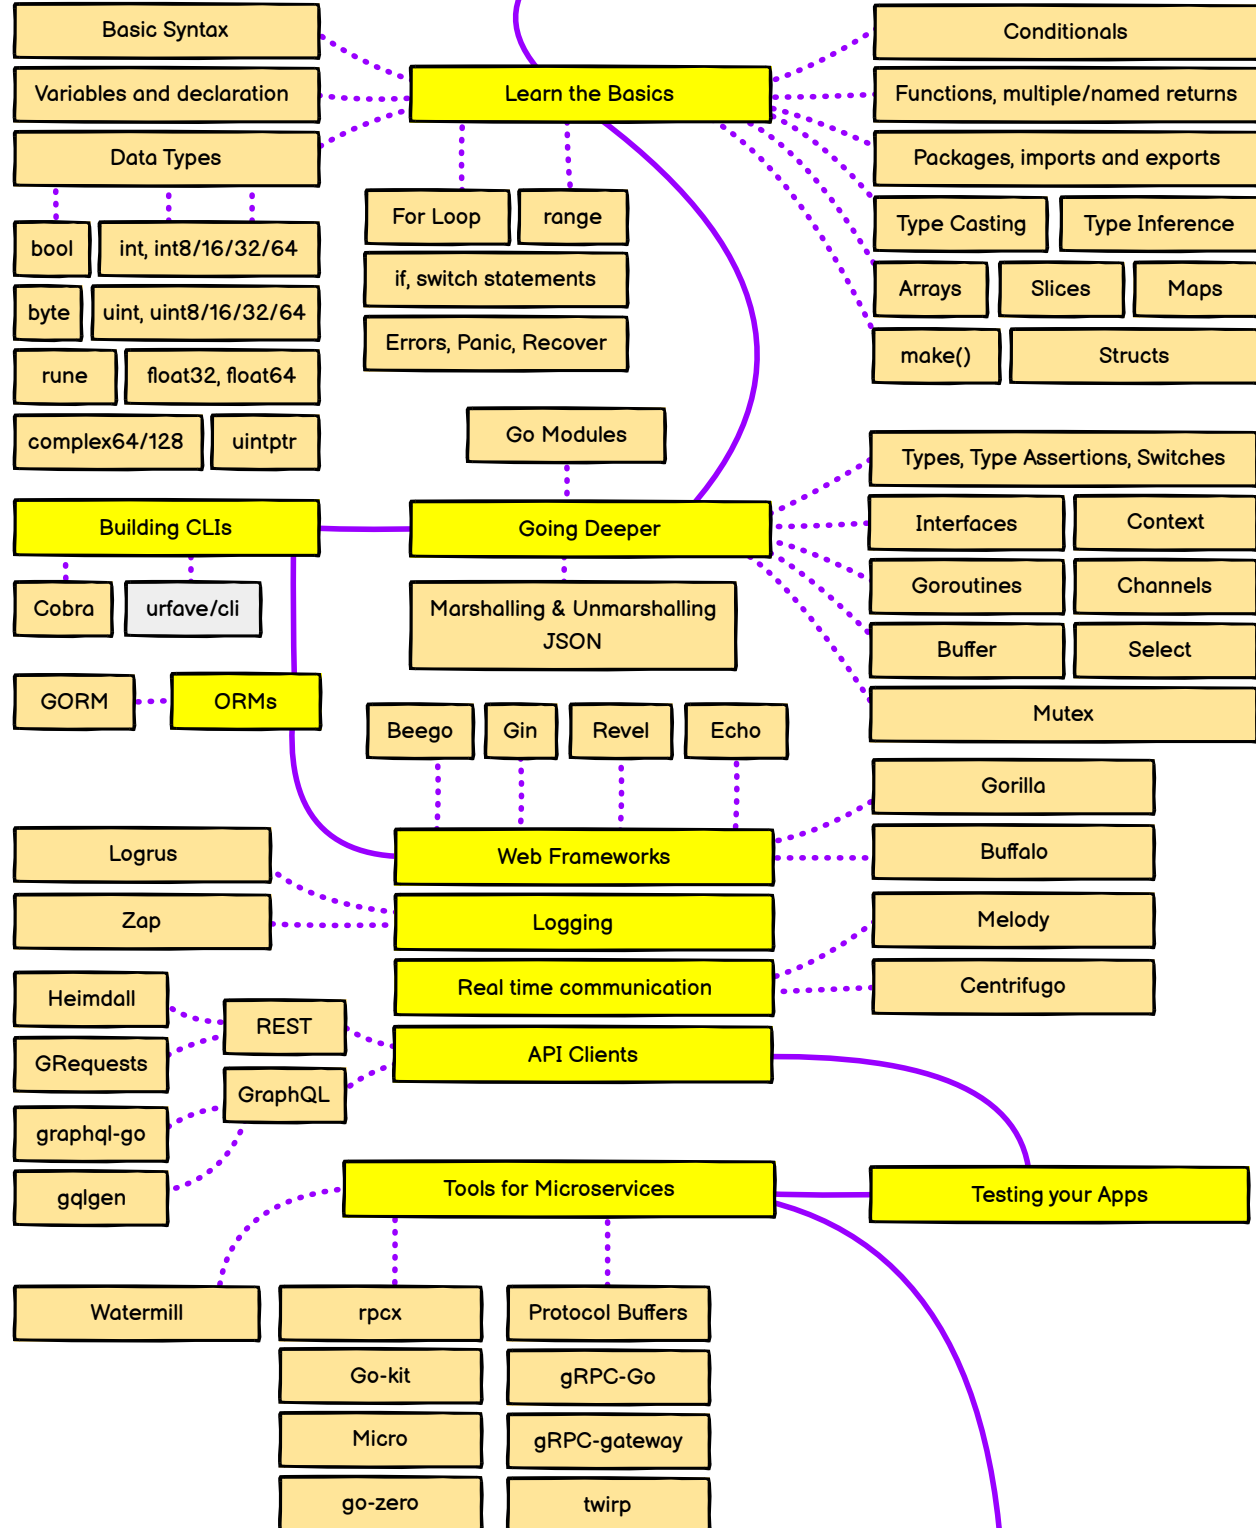 Basic Syntax
Variables and declaration
Data Types
bool
int, int8/16/32/64
byte
uint, uint8/16/32/64
rune
float32, float64
complex64/128
uintptr
Learn the Basics
For Loop
range
if, switch statements
Errors, Panic, Recover
Conditionals
Functions, multiple/named returns
Packages, imports and exports
Type Casting
Type Inference
Arrays
Slices
Maps
make()
Structs
Go Modules
Going Deeper
Marshalling & Unmarshalling
JSON
Types, Type Assertions, Switches
Interfaces
Context
Goroutines
Channels
Buffer
Select
Mutex
Building CLIs
Cobra
urfave/cli
GORM
ORMs
Beego
Gin
Revel
Echo
Web Frameworks
Gorilla
Buffalo
Logrus
Zap
Logging
Real time communication
Melody
Centrifugo
Heimdall
GRequests
REST
graphql-go
gqlgen
GraphQL
API Clients
Testing your Apps
Tools for Microservices
Watermill
rpcx
Go-kit
Micro
go-zero
Protocol Buffers
gRPC-Go
gRPC-gateway
twirp